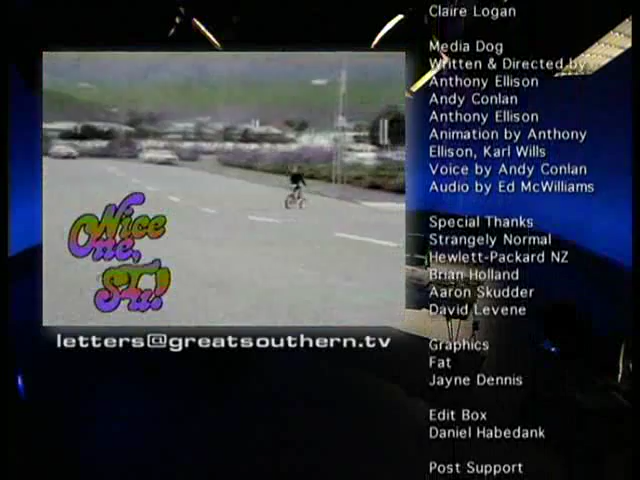 Nice
One,
Stu!
letters@greatsouthern.tv
Claire Logan
Media Dog
Written & Directed by
Anthony Ellison
Andy Conlan
Anthony Ellison
Animation by Anthony
Ellison, Karl Wills
Voice by Andy Conlan
Audio by Ed McWilliams
Special Thanks
Strangely Normal
Hewlett-Packard NZ
Brian Holland
Aaron Skudder
David Levene
Graphics
Fat
Jayne Dennis
Edit Box
Daniel Habedank
Post Support